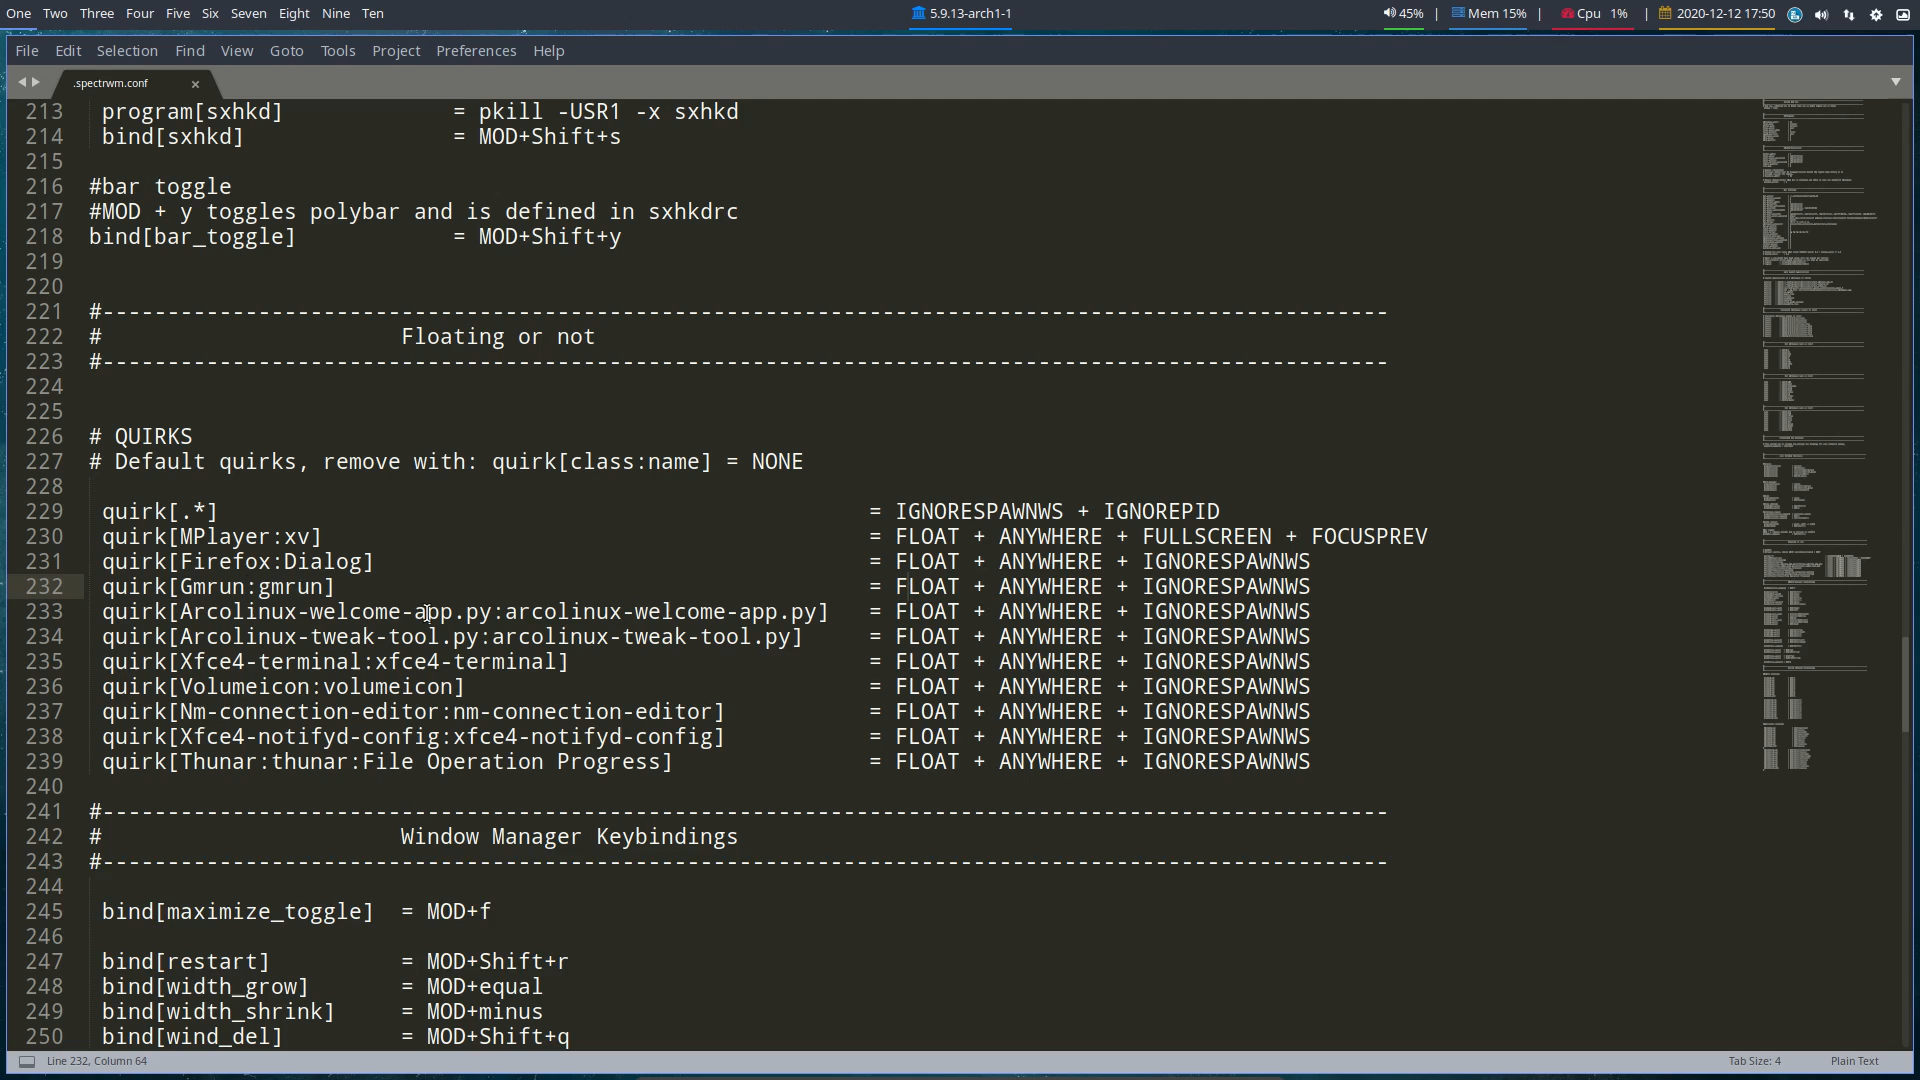 One Two Three Four Five Six Seven Eight Nine Ten 5.9.13-arch1-1 45% | Mem 15% | Cpu 1% | 2020-12-12 17:50
File Edit Selection Find View Goto Tools Project Preferences Help
.spectrwm.conf
213 program[sxhkd] = pkill -USR1 -x sxhkd
214 bind[sxhkd] = MOD+Shift+s
215
216 #bar toggle
217 #MOD + y toggles polybar and is defined in sxhkdrc
218 bind[bar_toggle] = MOD+Shift+y
219
220
221 #---------------------------------------------------------------------------------------------------
222 # Floating or not
223 #---------------------------------------------------------------------------------------------------
224
225
226 # QUIRKS
227 # Default quirks, remove with: quirk[class:name] = NONE
228
229 quirk[.*] = IGNORESPAWNWS + IGNOREPID
230 quirk[MPlayer:xv] = FLOAT + ANYWHERE + FULLSCREEN + FOCUSPREV
231 quirk[Firefox:Dialog] = FLOAT + ANYWHERE + IGNORESPAWNWS
232 quirk[Gmrun:gmrun] = FLOAT + ANYWHERE + IGNORESPAWNWS
233 quirk[Arcolinux-welcome-app.py:arcolinux-welcome-app.py] = FLOAT + ANYWHERE + IGNORESPAWNWS
234 quirk[Arcolinux-tweak-tool.py:arcolinux-tweak-tool.py] = FLOAT + ANYWHERE + IGNORESPAWNWS
235 quirk[Xfce4-terminal:xfce4-terminal] = FLOAT + ANYWHERE + IGNORESPAWNWS
236 quirk[Volumeicon:volumeicon] = FLOAT + ANYWHERE + IGNORESPAWNWS
237 quirk[Nm-connection-editor:nm-connection-editor] = FLOAT + ANYWHERE + IGNORESPAWNWS
238 quirk[Xfce4-notifyd-config:xfce4-notifyd-config] = FLOAT + ANYWHERE + IGNORESPAWNWS
239 quirk[Thunar:thunar:File Operation Progress] = FLOAT + ANYWHERE + IGNORESPAWNWS
240
241 #---------------------------------------------------------------------------------------------------
242 # Window Manager Keybindings
243 #---------------------------------------------------------------------------------------------------
244
245 bind[maximize_toggle] = MOD+f
246
247 bind[restart] = MOD+Shift+r
248 bind[width_grow] = MOD+equal
249 bind[width_shrink] = MOD+minus
250 bind[wind_del] = MOD+Shift+q
Line 232, Column 64 Tab Size: 4 Plain Text